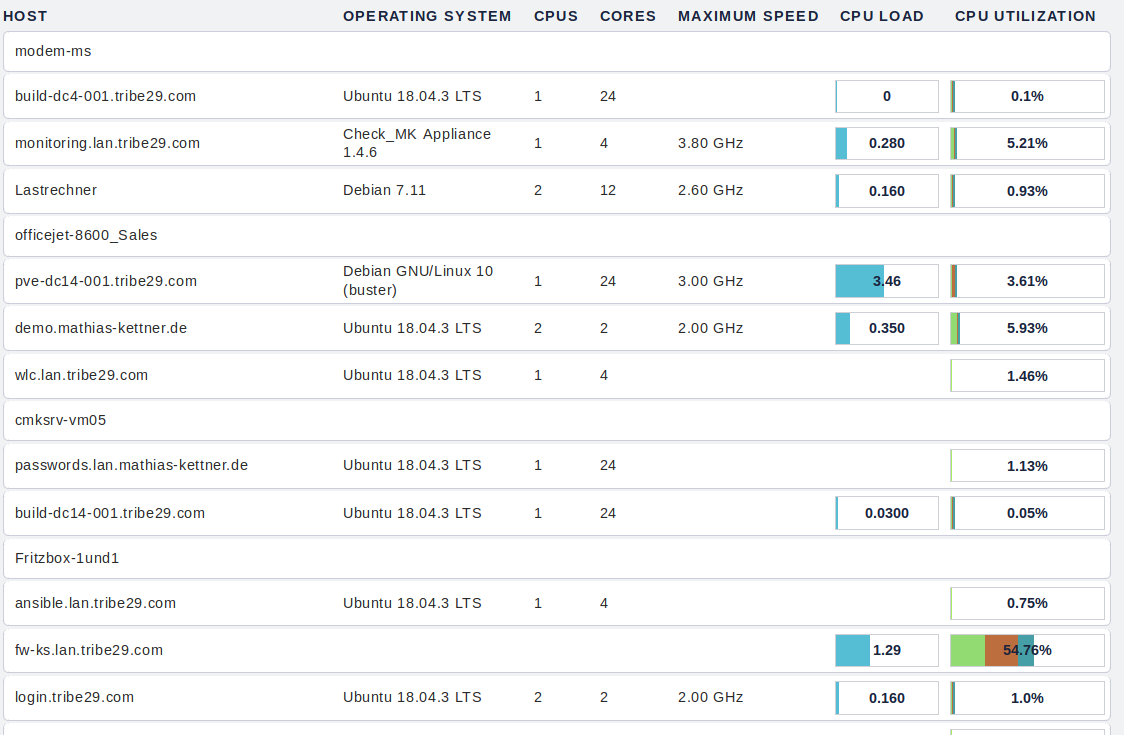 HOST OPERATING SYSTEM CPUS CORES MAXIMUM SPEED CPU LOAD CPU UTILIZATION
modem-ms
build-dc4-001.tribe29.com Ubuntu 18.04.3 LTS 1 24 0 0.1%
monitoring.lan.tribe29.com Check_MK Appliance 1.4.6 1 4 3.80 GHz 0.280 5.21%
Lastrechner Debian 7.11 2 12 2.60 GHz 0.160 0.93%
officejet-8600_Sales
pve-dc14-001.tribe29.com Debian GNU/Linux 10 (buster) 1 24 3.00 GHz 3.46 3.61%
demo.mathias-kettner.de Ubuntu 18.04.3 LTS 2 2 2.00 GHz 0.350 5.93%
wlc.lan.tribe29.com Ubuntu 18.04.3 LTS 1 4 1.46%
cmksrv-vm05
passwords.lan.mathias-kettner.de Ubuntu 18.04.3 LTS 1 24 1.13%
build-dc14-001.tribe29.com Ubuntu 18.04.3 LTS 1 24 0.0300 0.05%
Fritzbox-1und1
ansible.lan.tribe29.com Ubuntu 18.04.3 LTS 1 4 0.75%
fw-ks.lan.tribe29.com 1.29 54.76%
login.tribe29.com Ubuntu 18.04.3 LTS 2 2 2.00 GHz 0.160 1.0%